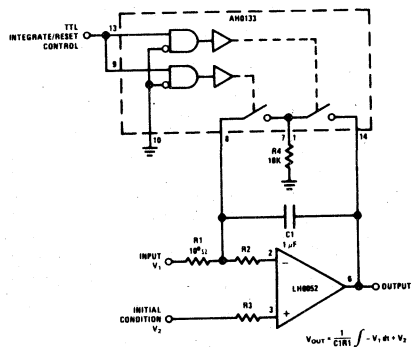 AH0133
TTL
INTEGRATE/RESET
CONTROL
13
9
10
8
7
1
14
R4
10K
C1
1 μF
INPUT
V1
R1
10⁶ Ω
R2
2
−
LH0052
6
OUTPUT
INITIAL
CONDITION
V2
R3
3
+
VOUT = 1/C1R1 ∫ −V1 dt + V2